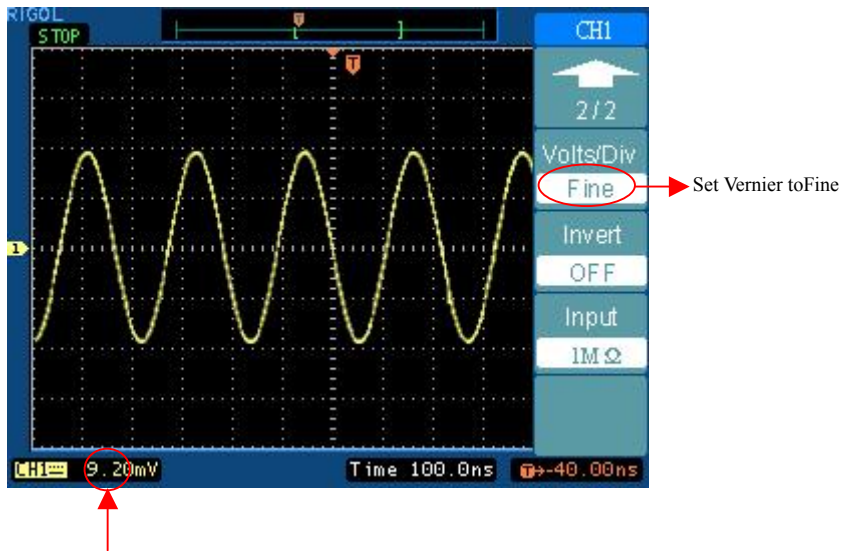 RIGOL
STOP
T
CH1
T
2/2
Volts/Div
Fine
Set Vernier toFine
1
Invert
OFF
Input
1MΩ
CH1 9.20mV
Time 100.0ns
T→-40.00ns